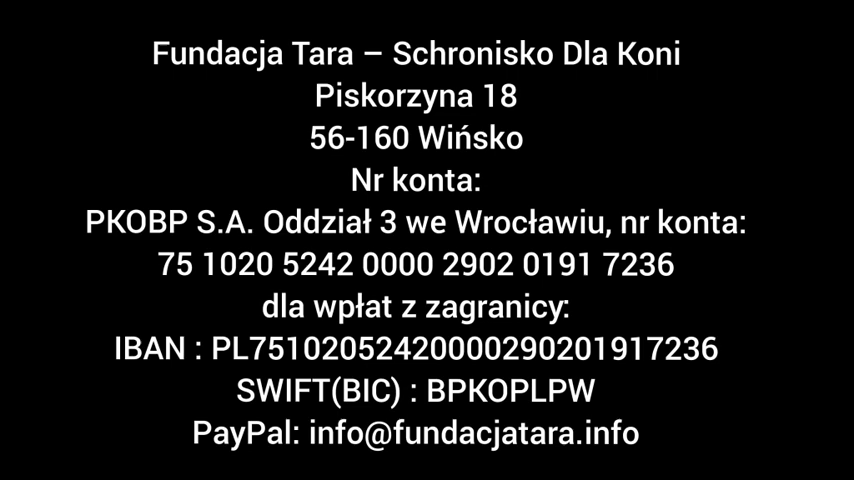 Fundacja Tara – Schronisko Dla Koni
Piskorzyna 18
56-160 Wińsko
Nr konta:
PKOBP S.A. Oddział 3 we Wrocławiu, nr konta:
75 1020 5242 0000 2902 0191 7236
dla wpłat z zagranicy:
IBAN : PL75102052420000290201917236
SWIFT(BIC) : BPKOPLPW
PayPal: info@fundacjatara.info